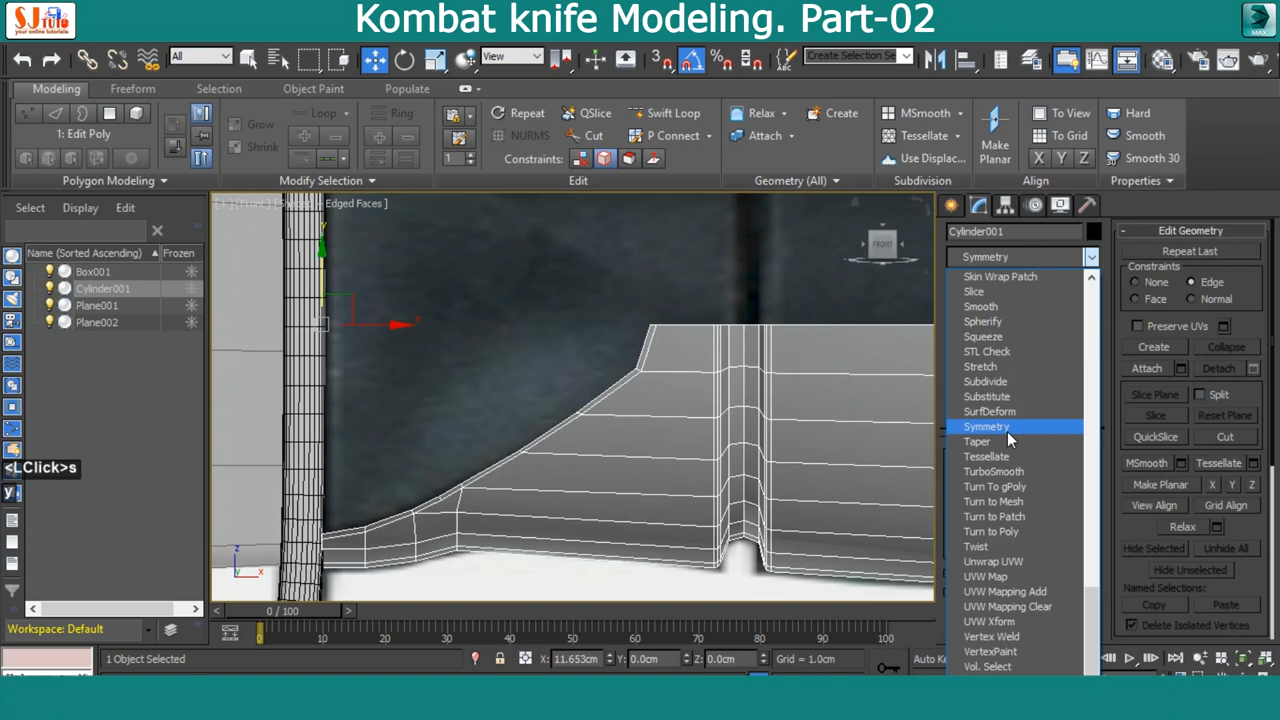 SJ TUTO
(your online tutorials)
Kombat knife Modeling. Part-02
MAX
All
View
Create Selection Se
Modeling Freeform Selection Object Paint Populate
1: Edit Poly
Polygon Modeling
Grow
Shrink
Loop
Ring
Modify Selection
Repeat QSlice Swift Loop
NURMS Cut P Connect
1 Constraints:
Edit
Relax Create
Attach
Geometry (All)
MSmooth
Tessellate
Use Displac...
Subdivision
Make
Planar
To View
To Grid
X Y Z
Align
Hard
Smooth
Smooth 30
Properties
Select Display Edit
Name (Sorted Ascending) Frozen
Box001
Cylinder001
Plane001
Plane002
<LClick>s
y
Edged Faces ]
FRONT
y
x
z
x
Cylinder001
Symmetry
Skin Wrap Patch
Slice
Smooth
Spherify
Squeeze
STL Check
Stretch
Subdivide
Substitute
SurfDeform
Symmetry
Taper
Tessellate
TurboSmooth
Turn To gPoly
Turn to Mesh
Turn to Patch
Turn to Poly
Twist
Unwrap UVW
UVW Map
UVW Mapping Add
UVW Mapping Clear
UVW Xform
Vertex Weld
VertexPaint
Vol. Select
Edit Geometry
Repeat Last
Constraints
None Edge
Face Normal
Preserve UVs
Create Collapse
Attach Detach
Slice Plane Split
Slice Reset Plane
QuickSlice Cut
MSmooth Tessellate
Make Planar X Y Z
View Align Grid Align
Relax
Hide Selected Unhide All
Hide Unselected
Named Selections:
Copy Paste
Delete Isolated Vertices
0 / 100
Workspace: Default
0 10 20 30 40 50 60 70 80 90 100
1 Object Selected
X: 11.653cm Y: 0.0cm Z: 0.0cm Grid = 1.0cm
Auto Key